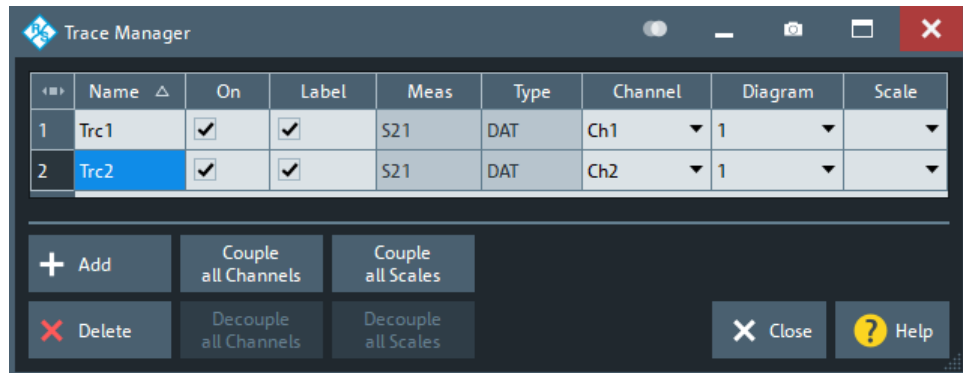 R&S Trace Manager
Name On Label Meas Type Channel Diagram Scale
1 Trc1 S21 DAT Ch1 1
2 Trc2 S21 DAT Ch2 1
Add
Couple
all Channels
Couple
all Scales
Delete
Decouple
all Channels
Decouple
all Scales
Close
? Help